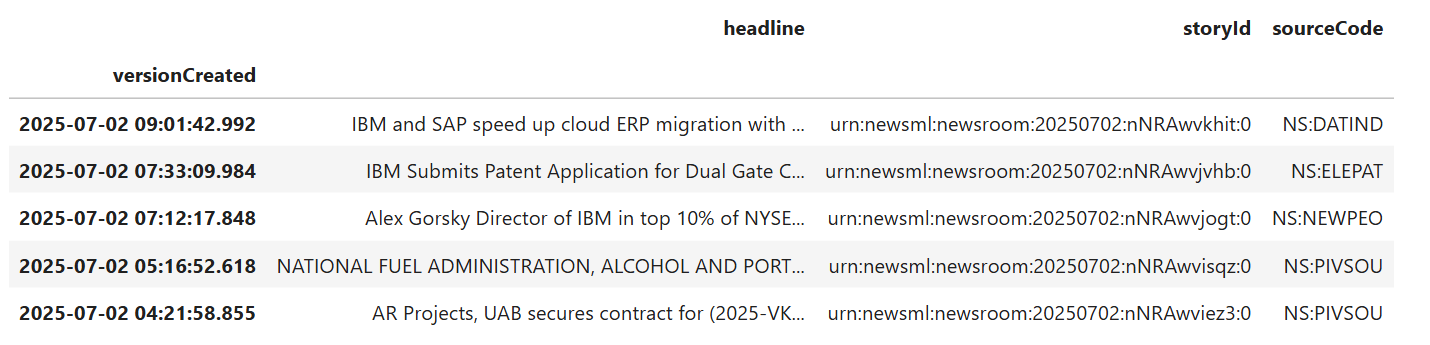 headline storyId sourceCode
versionCreated
2025-07-02 09:01:42.992 IBM and SAP speed up cloud ERP migration with ... urn:newsml:newsroom:20250702:nNRAwvkhit:0 NS:DATIND
2025-07-02 07:33:09.984 IBM Submits Patent Application for Dual Gate C... urn:newsml:newsroom:20250702:nNRAwvjvhb:0 NS:ELEPAT
2025-07-02 07:12:17.848 Alex Gorsky Director of IBM in top 10% of NYSE... urn:newsml:newsroom:20250702:nNRAwvjogt:0 NS:NEWPEO
2025-07-02 05:16:52.618 NATIONAL FUEL ADMINISTRATION, ALCOHOL AND PORT... urn:newsml:newsroom:20250702:nNRAwvisqz:0 NS:PIVSOU
2025-07-02 04:21:58.855 AR Projects, UAB secures contract for (2025-VK... urn:newsml:newsroom:20250702:nNRAwviez3:0 NS:PIVSOU